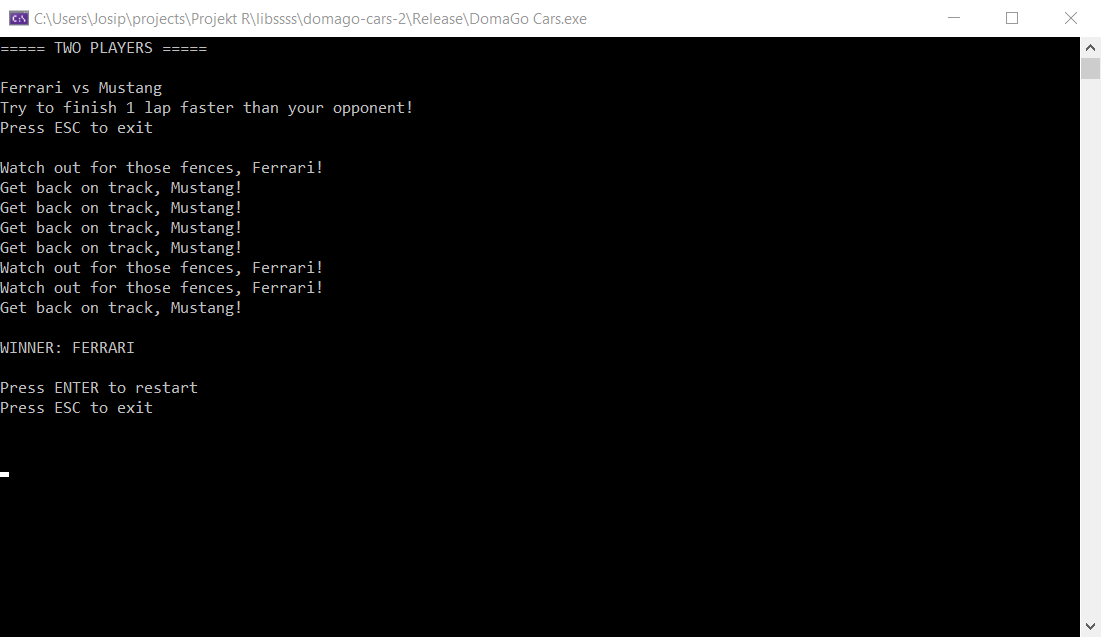 C:\Users\Josip\projects\Projekt R\libssss\domago-cars-2\Release\DomaGo Cars.exe
===== TWO PLAYERS =====
Ferrari vs Mustang
Try to finish 1 lap faster than your opponent!
Press ESC to exit
Watch out for those fences, Ferrari!
Get back on track, Mustang!
Get back on track, Mustang!
Get back on track, Mustang!
Get back on track, Mustang!
Watch out for those fences, Ferrari!
Watch out for those fences, Ferrari!
Get back on track, Mustang!
WINNER: FERRARI
Press ENTER to restart
Press ESC to exit